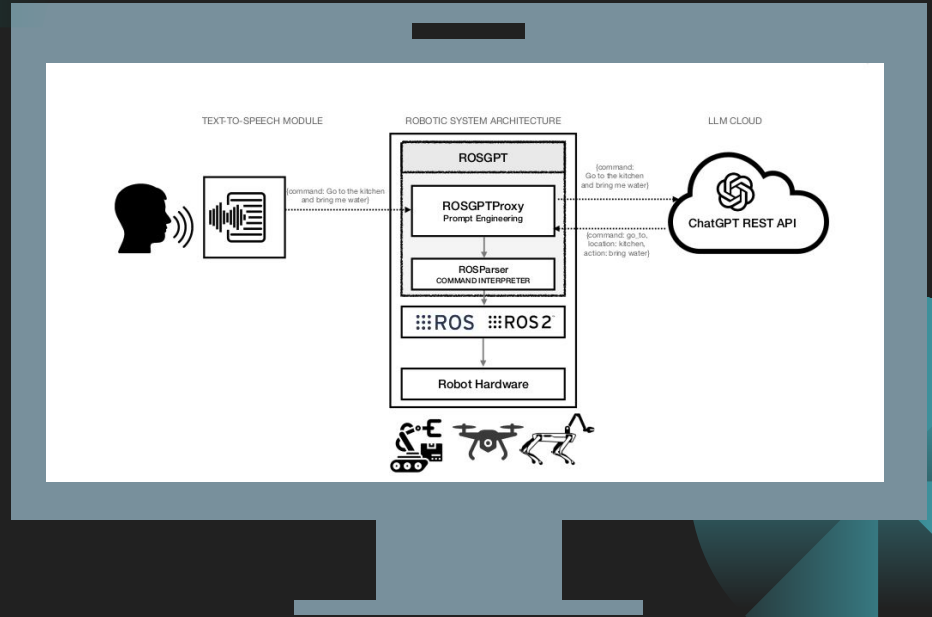 TEXT-TO-SPEECH MODULE
ROBOTIC SYSTEM ARCHITECTURE
LLM CLOUD
{command: Go to the kitchen
and bring me water}
ROSGPT
ROSGPTProxy
Prompt Engineering
ROSParser
COMMAND INTERPRETER
ROS
ROS 2
Robot Hardware
{command:
Go to the kitchen
and bring me water}
{command: go_to,
location: kitchen,
action: bring water}
ChatGPT REST API